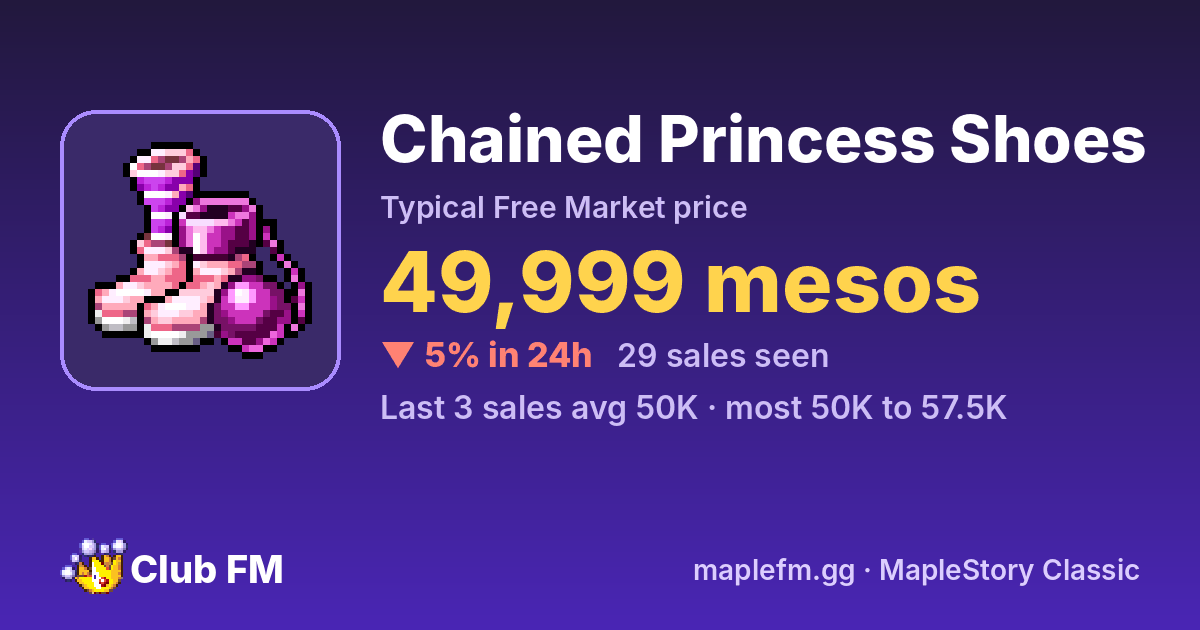 Chained Princess Shoes
Typical Free Market price
49,999 mesos
▼ 5% in 24h 29 sales seen
Last 3 sales avg 50K · most 50K to 57.5K
Club FM
maplefm.gg · MapleStory Classic